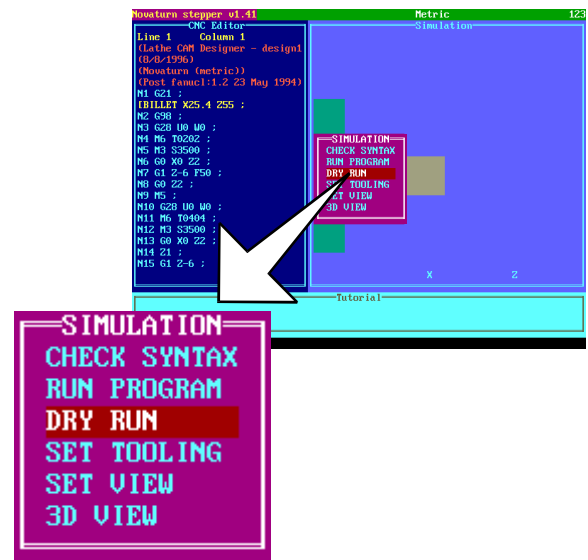 Novaturn stepper v1.41 Metric 123
CNC Editor
Line 1 Column 1
(Lathe CAM Designer - design1
(8/8/1996)
(Novaturn (metric))
(Post fanucl:1.2 23 May 1994)
N1 G21 ;
[BILLET X25.4 Z55 ;
N2 G98 ;
N3 G28 U0 W0 ;
N4 M6 T0202 ;
N5 M3 S3500 ;
N6 G0 X0 Z2 ;
N7 G1 Z-6 F50 ;
N8 G0 Z2 ;
N9 M5 ;
N10 G28 U0 W0 ;
N11 M6 T0404 ;
N12 M3 S3500 ;
N13 G0 X0 Z2 ;
N14 Z1 ;
N15 G1 Z-6 ;
Simulation
SIMULATION
CHECK SYNTAX
RUN PROGRAM
DRY RUN
SET TOOLING
SET VIEW
3D VIEW
X Z
Tutorial
SIMULATION
CHECK SYNTAX
RUN PROGRAM
DRY RUN
SET TOOLING
SET VIEW
3D VIEW